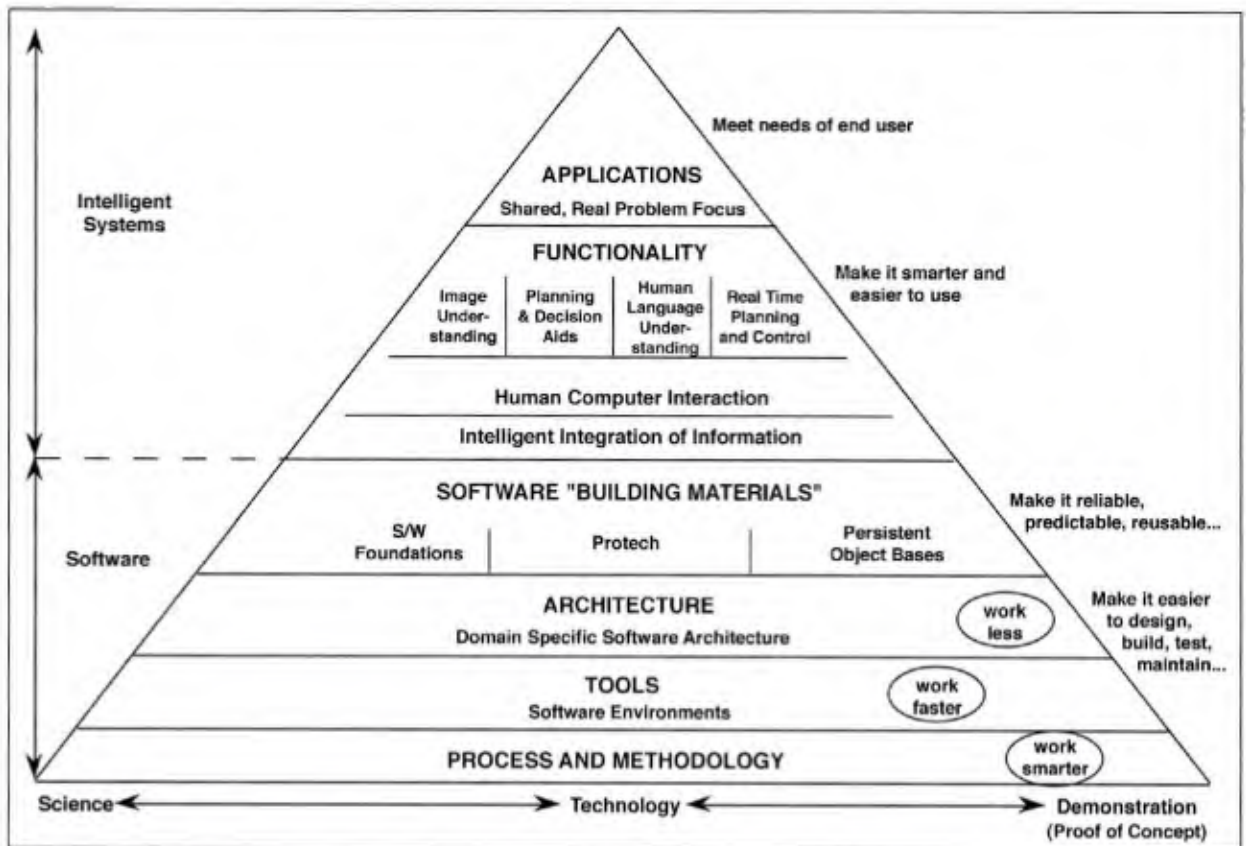 Meet needs of end user
APPLICATIONS
Intelligent
Systems
Shared, Real Problem Focus
FUNCTIONALITY
Make it smarter and
easier to use
Image
Under-
standing
Planning
& Decision
Aids
Human
Language
Under-
standing
Real Time
Planning
and Control
Human Computer Interaction
Intelligent Integration of Information
SOFTWARE "BUILDING MATERIALS"
Make it reliable,
predictable, reusable...
S/W
Foundations
Protech
Persistent
Object Bases
Software
ARCHITECTURE
Domain Specific Software Architecture
work
less
Make it easier
to design,
build, test,
maintain...
TOOLS
Software Environments
work
faster
PROCESS AND METHODOLOGY
work
smarter
Science
Technology
Demonstration
(Proof of Concept)